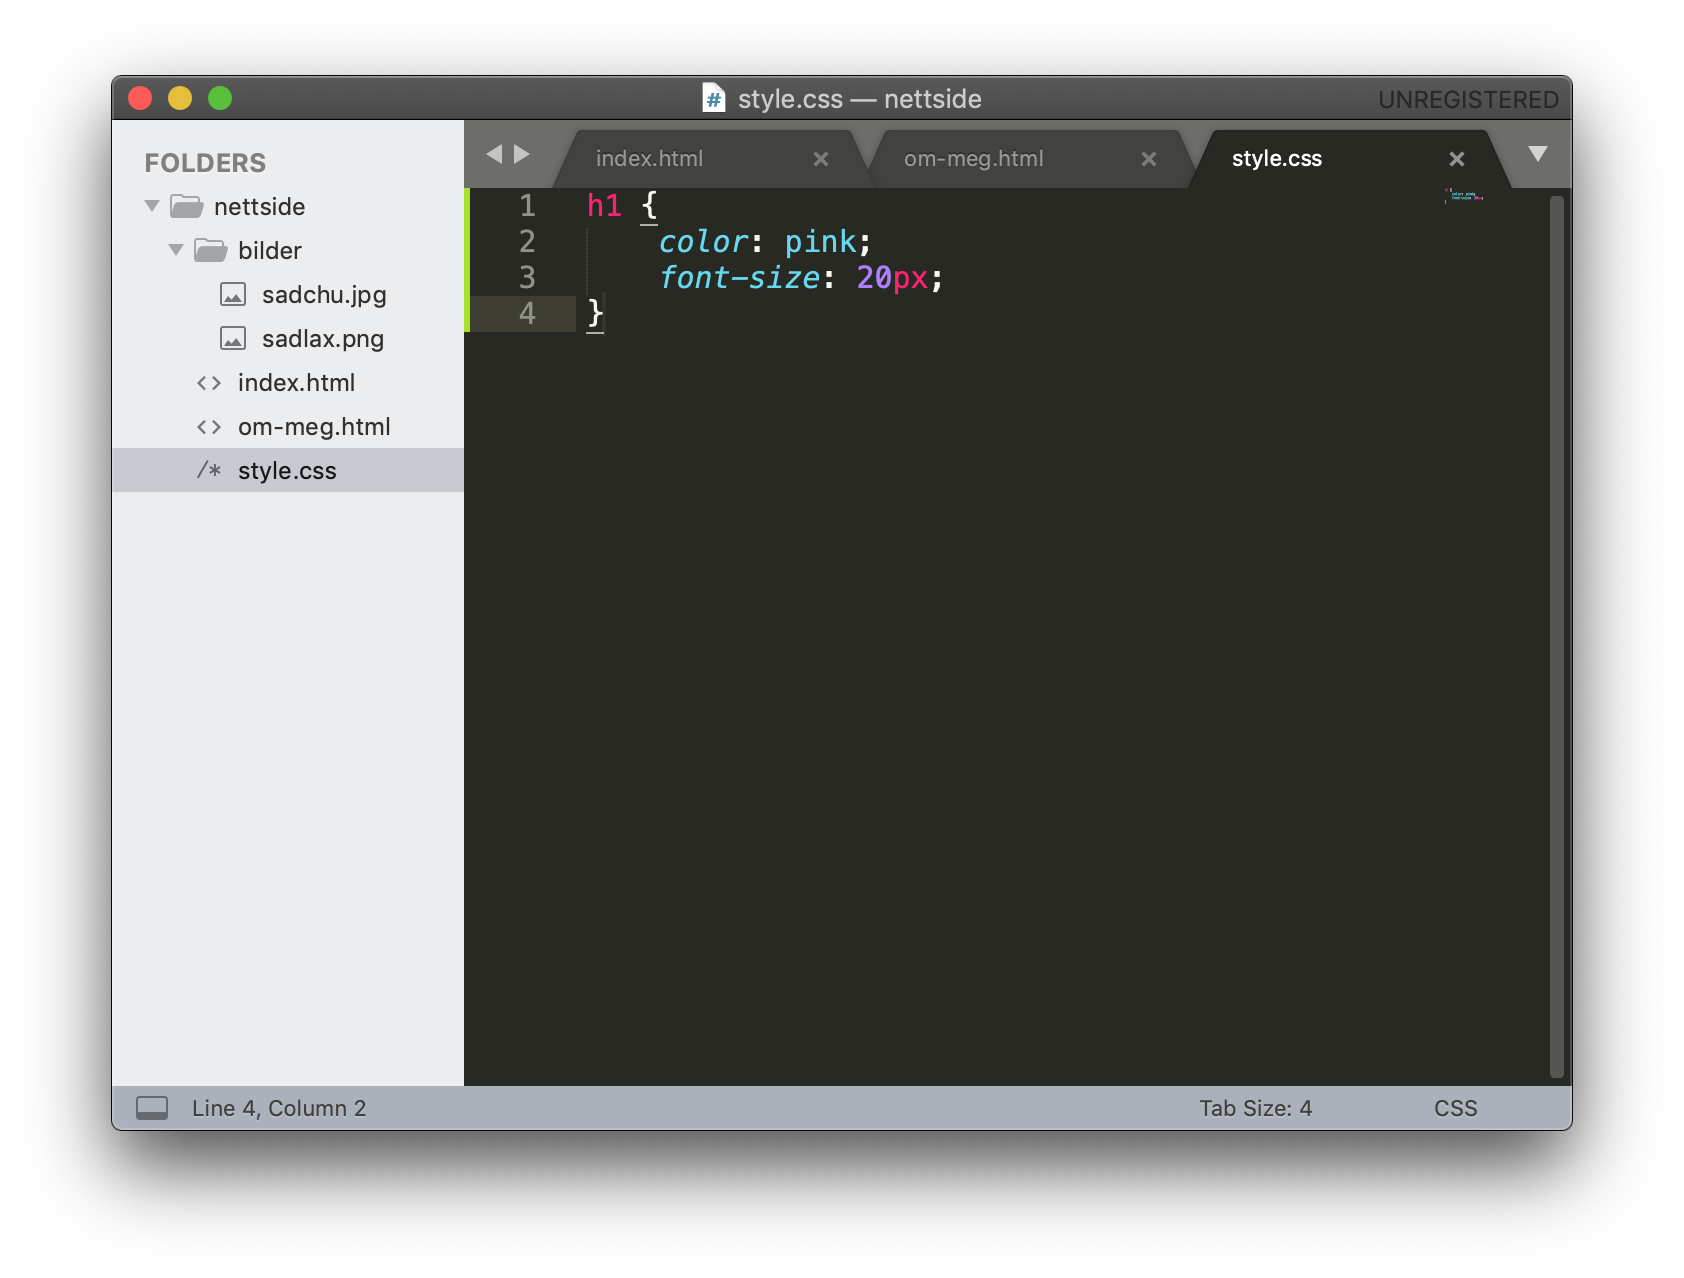 style.css — nettside
UNREGISTERED
FOLDERS
nettside
bilder
sadchu.jpg
sadlax.png
index.html
om-meg.html
style.css
index.html
om-meg.html
style.css
1 h1 {
2 color: pink;
3 font-size: 20px;
4 }
Line 4, Column 2
Tab Size: 4
CSS